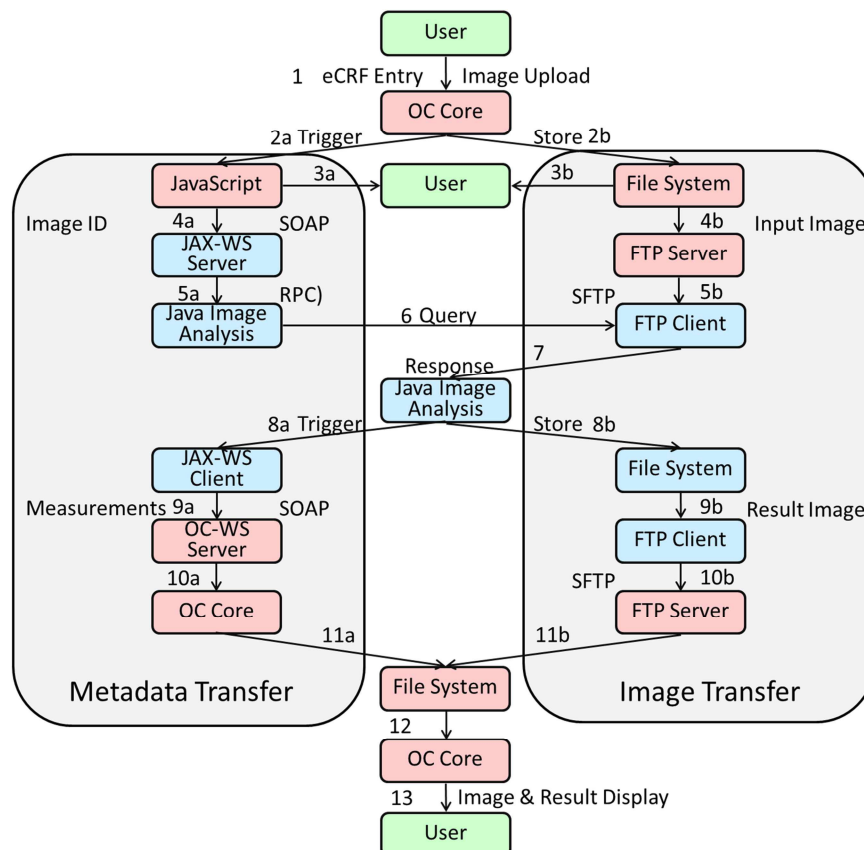 User
1 eCRF Entry Image Upload
OC Core
2a Trigger Store 2b
JavaScript 3a User 3b File System
Image ID 4a SOAP 4b Input Image
JAX-WS
Server
FTP Server
5a RPC) SFTP 5b
Java Image
Analysis
6 Query
FTP Client
7
Response
Java Image
Analysis
8a Trigger Store 8b
JAX-WS
Client
File System
Measurements 9a SOAP 9b Result Image
OC-WS
Server
FTP Client
10a SFTP 10b
OC Core FTP Server
11a 11b
Metadata Transfer File System Image Transfer
12
OC Core
13 Image & Result Display
User